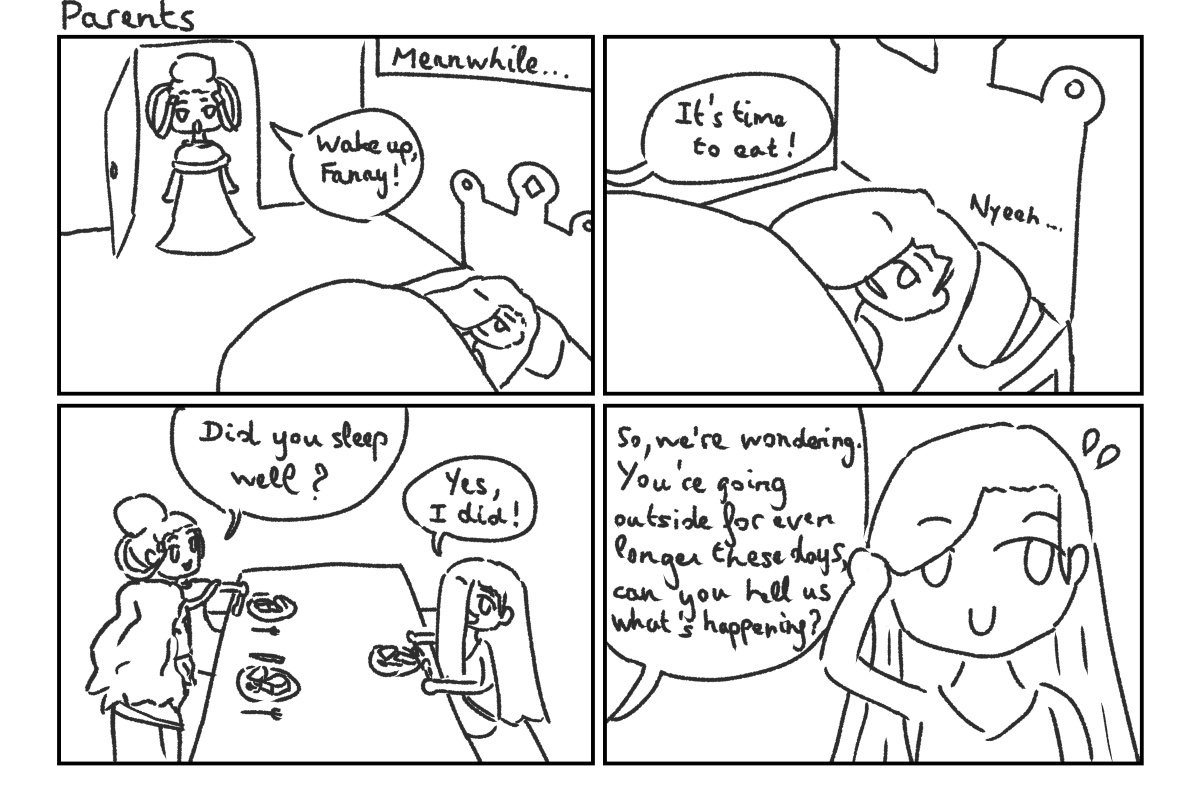 Parents
Meanwhile...
Wake up,
Fanny!
It's time
to eat!
Nyeeh...
Did you sleep
well?
Yes,
I did!
So, we're wondering.
You're going
outside for even
longer these days,
can you tell us
what's happening?